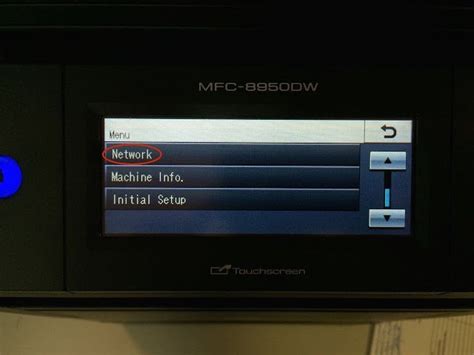 MFC-8950DW
Menu
Network
Machine Info.
Initial Setup
Touchscreen